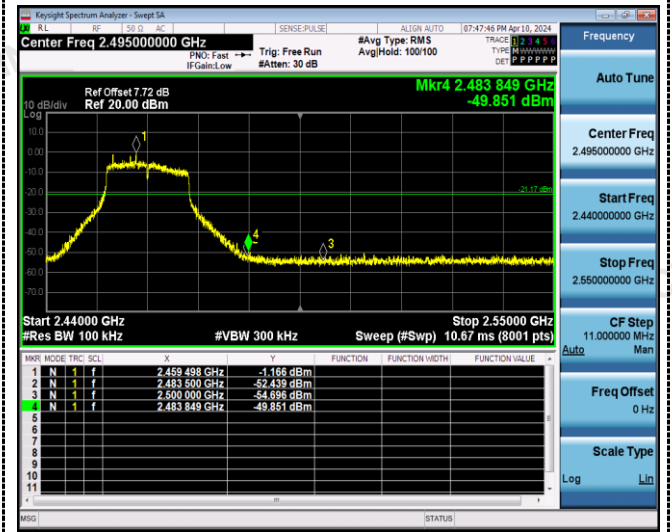 Keysight Spectrum Analyzer - Swept SA
RL RF 50 Ω AC SENSE:PULSE ALIGN AUTO 07:47:46 PM Apr 10, 2024
Center Freq 2.495000000 GHz
PNO: Fast
IFGain:Low
Trig: Free Run
#Atten: 30 dB
#Avg Type: RMS
Avg|Hold: 100/100
TRACE 1 2 3 4 5 6
TYPE M WWWWW
DET P P P P P P
Ref Offset 7.72 dB
10 dB/div Ref 20.00 dBm
Log
Mkr4 2.483 849 GHz
-49.851 dBm
10.0
0.00
-10.0
-20.0
-30.0
-40.0
-50.0
-60.0
-70.0
1
4
3
-21.17 dBm
Start 2.44000 GHz Stop 2.55000 GHz
#Res BW 100 kHz #VBW 300 kHz Sweep (#Swp) 10.67 ms (8001 pts)
MKR MODE TRC SCL X Y FUNCTION FUNCTION WIDTH FUNCTION VALUE
1 N 1 f 2.459 498 GHz -1.166 dBm
2 N 1 f 2.483 500 GHz -52.439 dBm
3 N 1 f 2.500 000 GHz -54.696 dBm
4 N 1 f 2.483 849 GHz -49.851 dBm
5
6
7
8
9
10
11
MSG STATUS
Frequency
Auto Tune
Center Freq
2.495000000 GHz
Start Freq
2.440000000 GHz
Stop Freq
2.550000000 GHz
CF Step
11.000000 MHz
Auto Man
Freq Offset
0 Hz
Scale Type
Log Lin